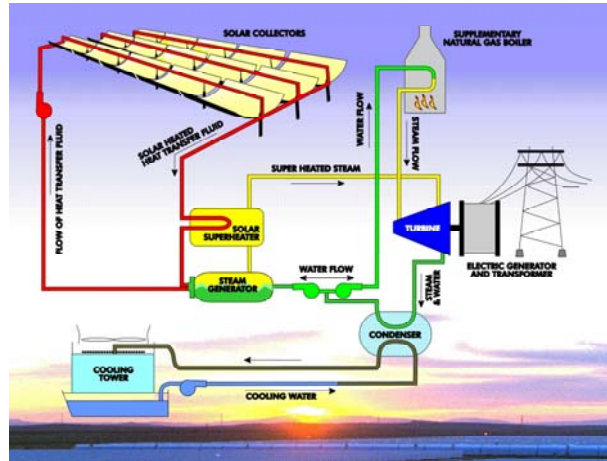 SOLAR COLLECTORS
SUPPLEMENTARY
NATURAL GAS BOILER
WATER FLOW
SOLAR HEATED
HEAT TRANSFER FLUID
STEAM FLOW
FLOW OF HEAT TRANSFER FLUID
SUPER HEATED STEAM
SOLAR
SUPERHEATER
TURBINE
STEAM
GENERATOR
WATER FLOW
STEAM
& WATER
ELECTRIC GENERATOR
AND TRANSFORMER
CONDENSER
COOLING
TOWER
COOLING WATER